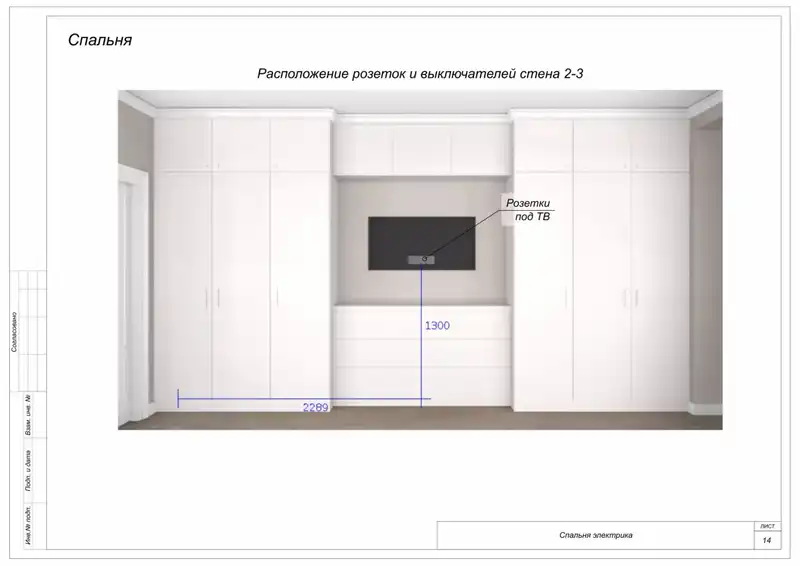 Спальня
Расположение розеток и выключателей стена 2-3
Розетки
под ТВ
1300
2289
Согласовано
Взам. инв. №
Подп. и дата
Инв.№ подл.
Спальня электрика
лист
14